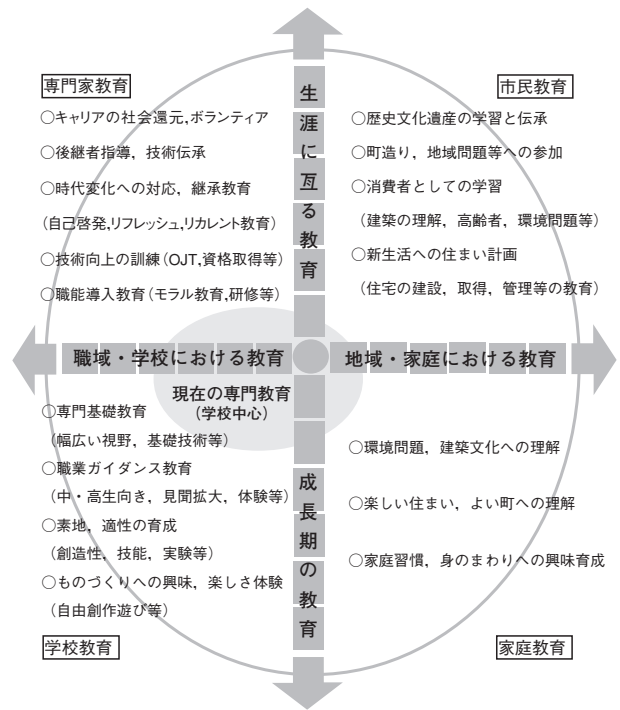 専門家教育
○キャリアの社会還元,ボランティア
○後継者指導，技術伝承
○時代変化への対応，継承教育
(自己啓発,リフレッシュ,リカレント教育)
○技術向上の訓練(OJT,資格取得等)
○職能導入教育(モラル教育,研修等)
市民教育
○歴史文化遺産の学習と伝承
○町造り，地域問題等への参加
○消費者としての学習
(建築の理解，高齢者，環境問題等)
○新生活への住まい計画
(住宅の建設，取得，管理等の教育)
生涯に亙る教育
職域・学校における教育
地域・家庭における教育
現在の専門教育
(学校中心)
○専門基礎教育
(幅広い視野，基礎技術等)
○職業ガイダンス教育
(中・高生向き，見聞拡大，体験等)
○素地，適性の育成
(創造性，技能，実験等)
○ものづくりへの興味，楽しさ体験
(自由創作遊び等)
学校教育
成長期の教育
○環境問題，建築文化への理解
○楽しい住まい，よい町への理解
○家庭習慣，身のまわりへの興味育成
家庭教育